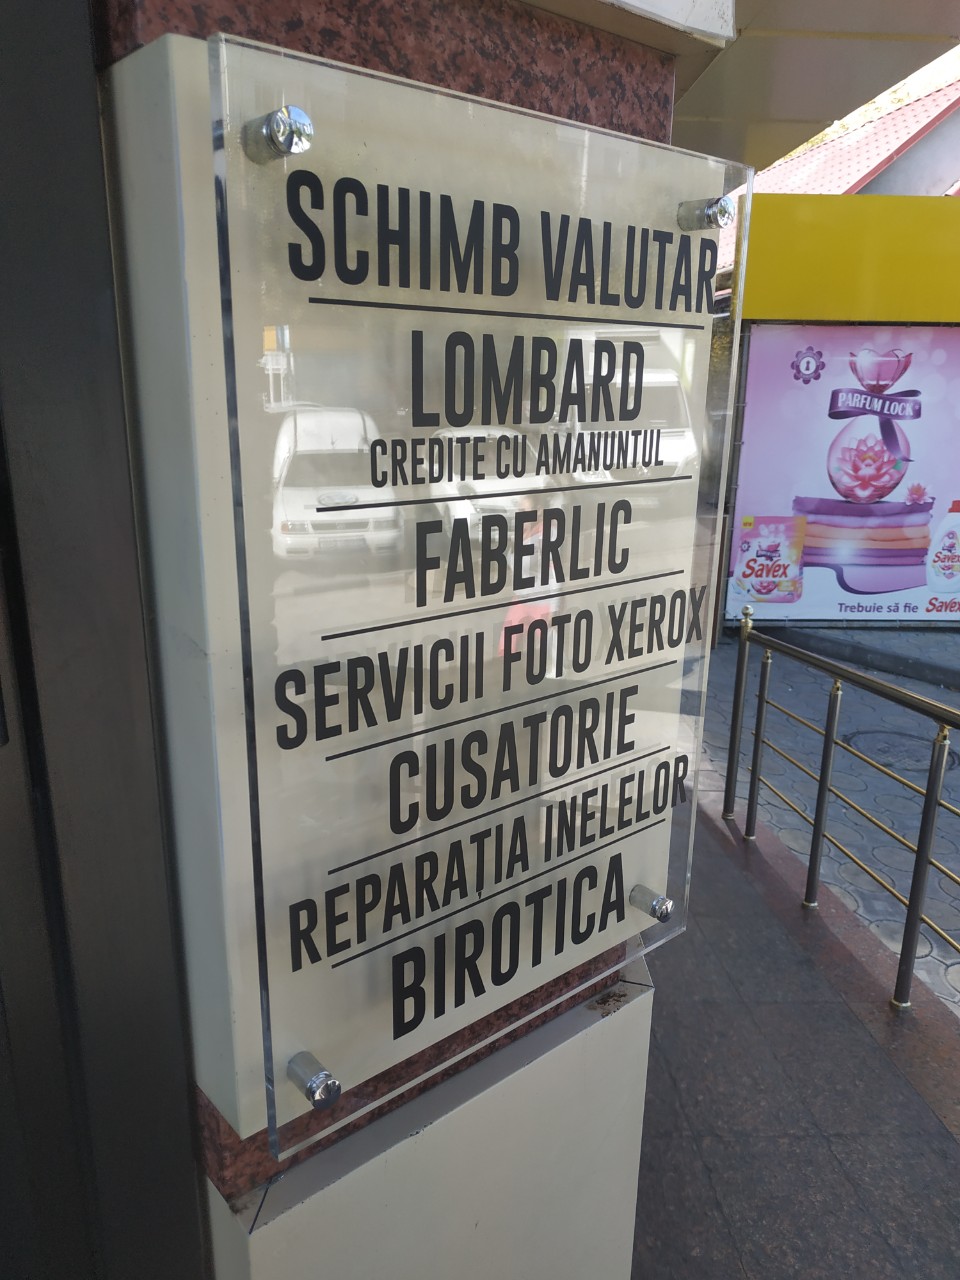 SCHIMB VALUTAR
LOMBARD
CREDITE CU AMANUNTUL
FABERLIC
SERVICII FOTO XEROX
CUSATORIE
REPARAȚIA INELELOR
BIROTICA
PARFUM LOCK
Savex
Savex
Trebuie să fie Savex